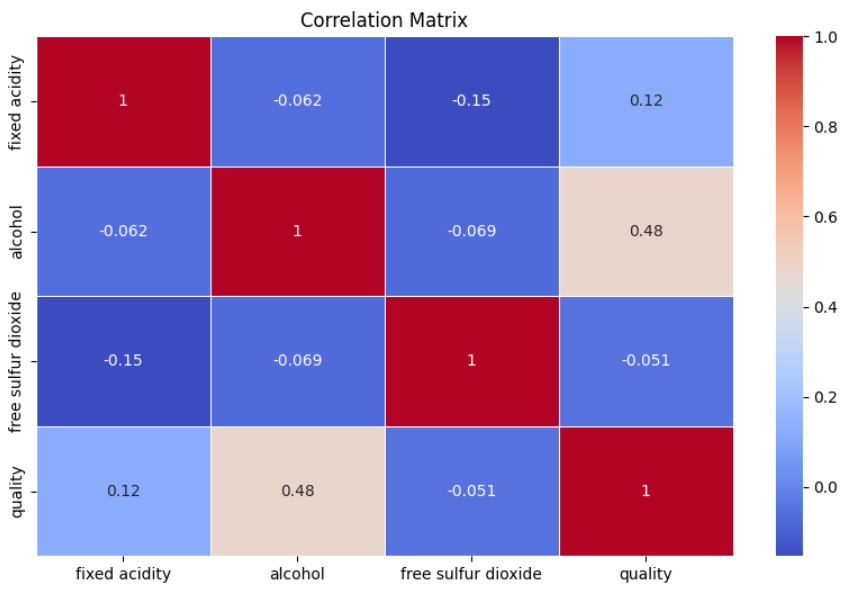 Correlation Matrix
fixed acidity
1
-0.062
-0.15
0.12
alcohol
-0.062
1
-0.069
0.48
free sulfur dioxide
-0.15
-0.069
1
-0.051
quality
0.12
0.48
-0.051
1
fixed acidity
alcohol
free sulfur dioxide
quality
1.0
0.8
0.6
0.4
0.2
0.0